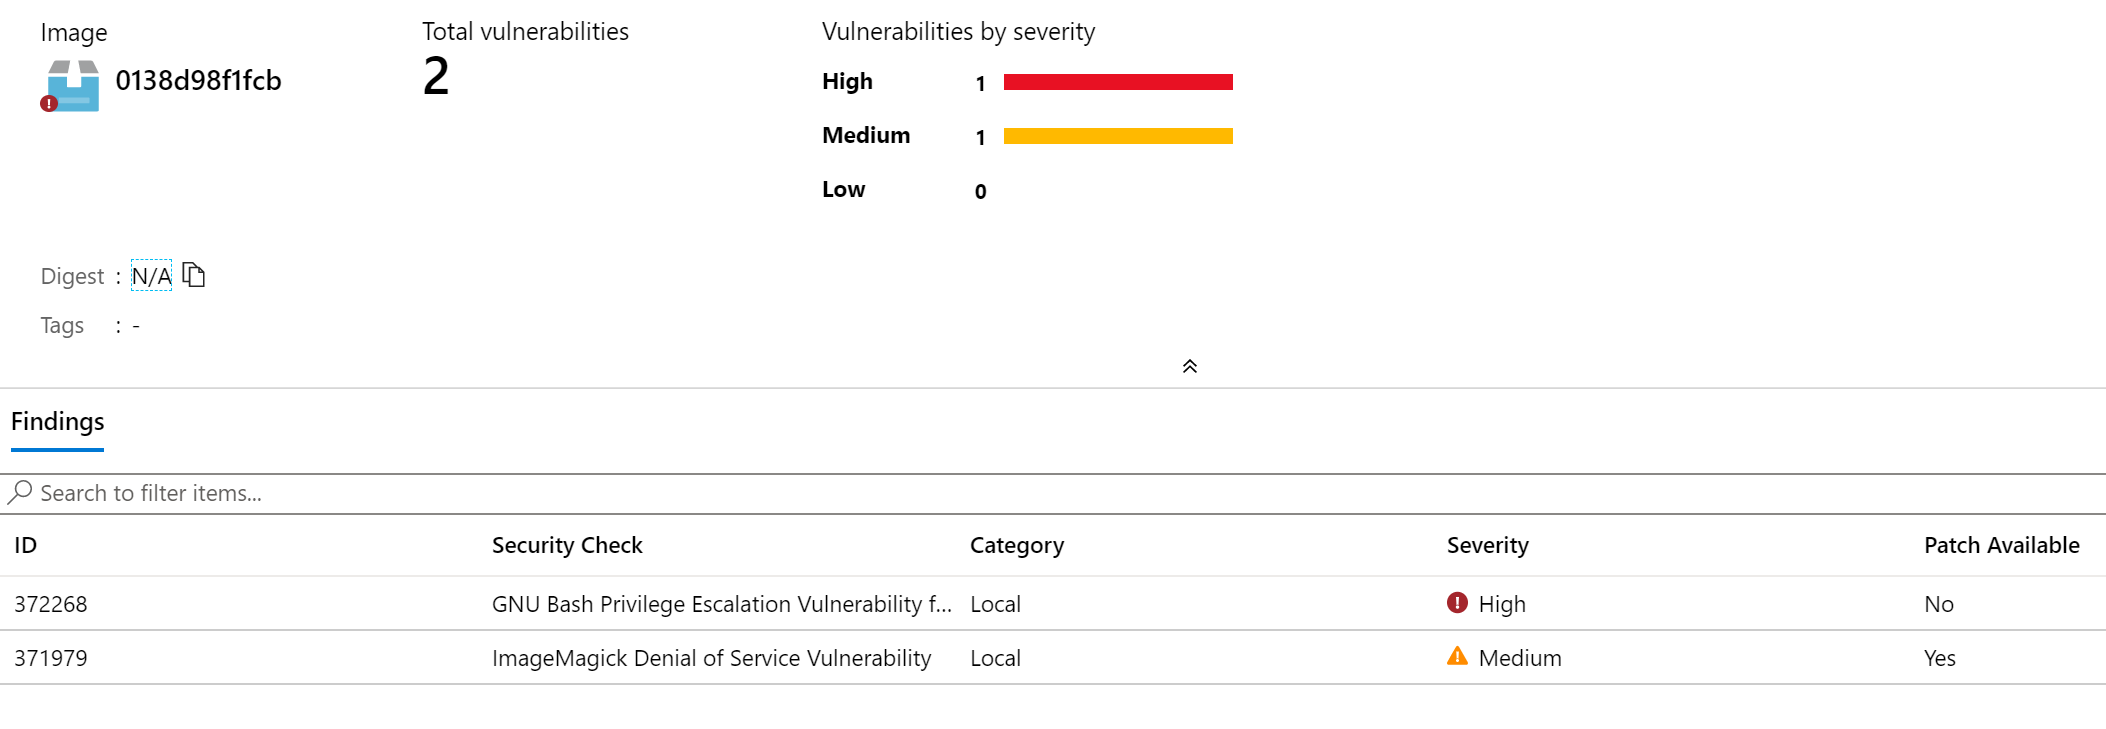 Image
0138d98f1fcb
Total vulnerabilities
2
Vulnerabilities by severity
High 1
Medium 1
Low 0
Digest : N/A
Tags : -
Findings
Search to filter items...
ID Security Check Category Severity Patch Available
372268 GNU Bash Privilege Escalation Vulnerability f... Local High No
371979 ImageMagick Denial of Service Vulnerability Local Medium Yes